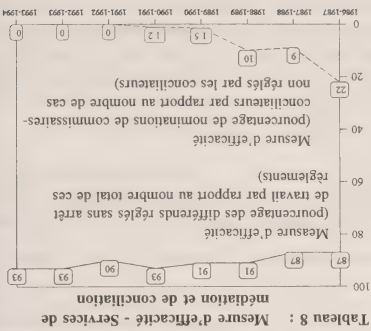 Tableau 8 : Mesure d'efficacité - Services de
médiation et de conciliation
100
87 87 91 91 93 90 93 93
80
Measure d'efficacité
(pourcentage des différends réglés sans arrêt
de travail par rapport au nombre total de ces
règlements)
60
40
Mesure d'efficacité
(pourcentage de nominations de commissaires-
conciliateurs par rapport au nombre de cas
non réglés par les conciliateurs)
20
22 9 10 1.5 1.2 0 0 0
0
1986-1987 1987-1988 1988-1989 1989-1990 1990-1991 1991-1992 1992-1993 1993-1994